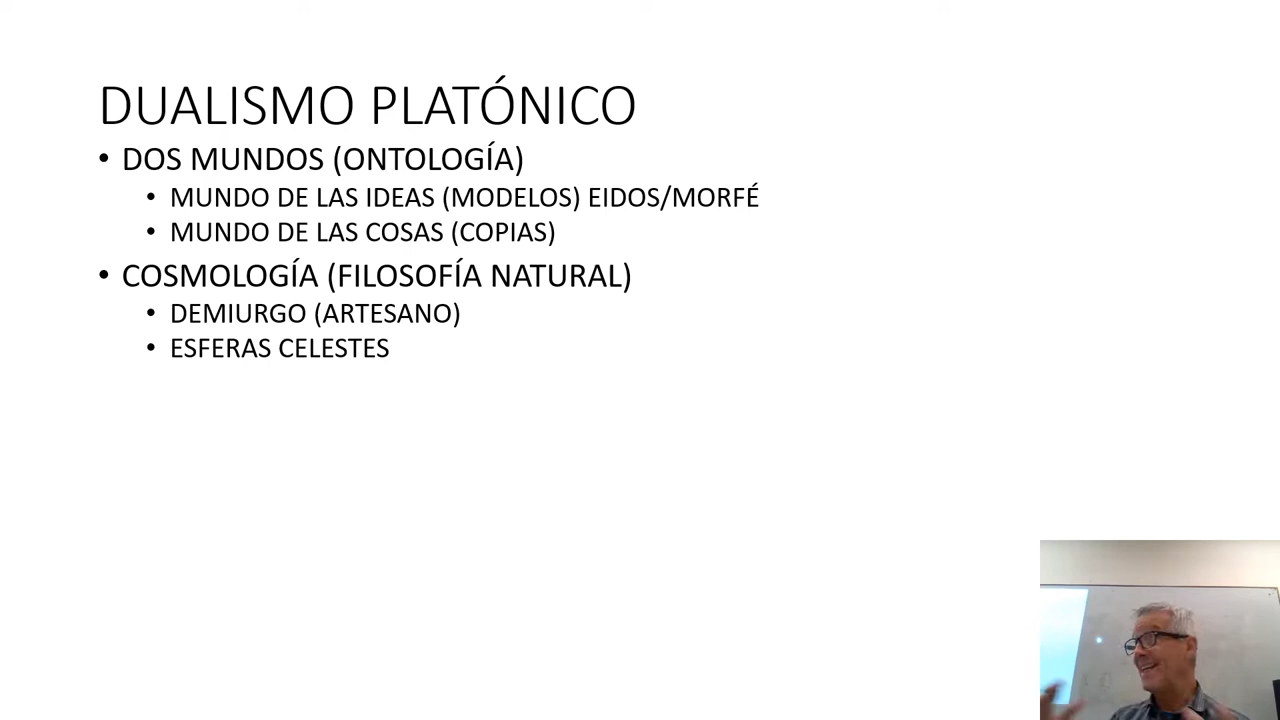 DUALISMO PLATÓNICO
• DOS MUNDOS (ONTOLOGÍA)
• MUNDO DE LAS IDEAS (MODELOS) EIDOS/MORFÉ
• MUNDO DE LAS COSAS (COPIAS)
• COSMOLOGÍA (FILOSOFÍA NATURAL)
• DEMIURGO (ARTESANO)
• ESFERAS CELESTES